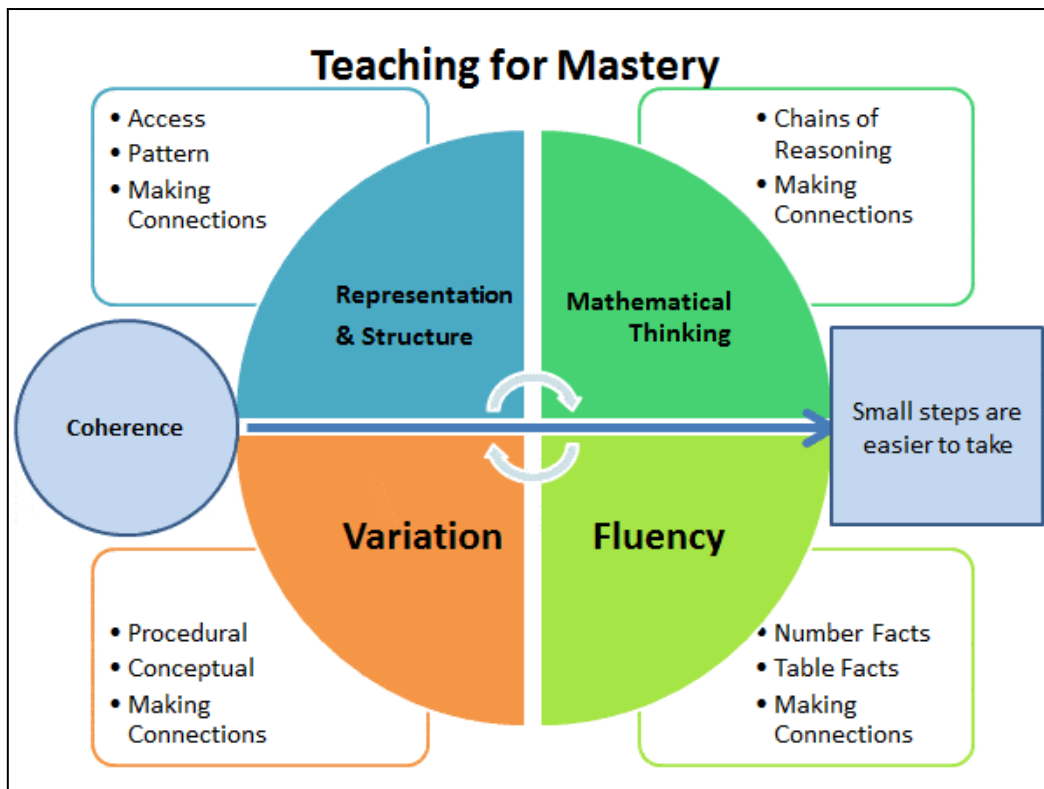 Teaching for Mastery
• Access
• Pattern
• Making
Connections
• Chains of
Reasoning
• Making
Connections
Representation
& Structure
Mathematical
Thinking
Coherence
Small steps are
easier to take
Variation
Fluency
• Procedural
• Conceptual
• Making
Connections
• Number Facts
• Table Facts
• Making
Connections